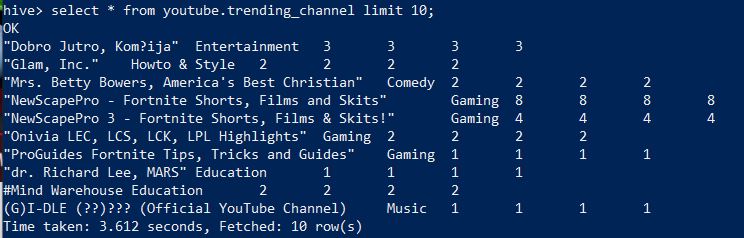 hive> select * from youtube.trending_channel limit 10;
OK
"Dobro Jutro, Kom?ija" Entertainment 3 3 3 3
"Glam, Inc." Howto & Style 2 2 2 2
"Mrs. Betty Bowers, America's Best Christian" Comedy 2 2 2 2
"NewScapePro - Fortnite Shorts, Films and Skits" Gaming 8 8 8 8
"NewScapePro 3 - Fortnite Shorts, Films & Skits!" Gaming 4 4 4 4
"Onivia LEC, LCS, LCK, LPL Highlights" Gaming 2 2 2 2
"ProGuides Fortnite Tips, Tricks and Guides" Gaming 1 1 1 1
"dr. Richard Lee, MARS" Education 1 1 1 1
#Mind Warehouse Education 2 2 2 2
(G)I-DLE (??)??? (Official YouTube Channel) Music 1 1 1 1
Time taken: 3.612 seconds, Fetched: 10 row(s)